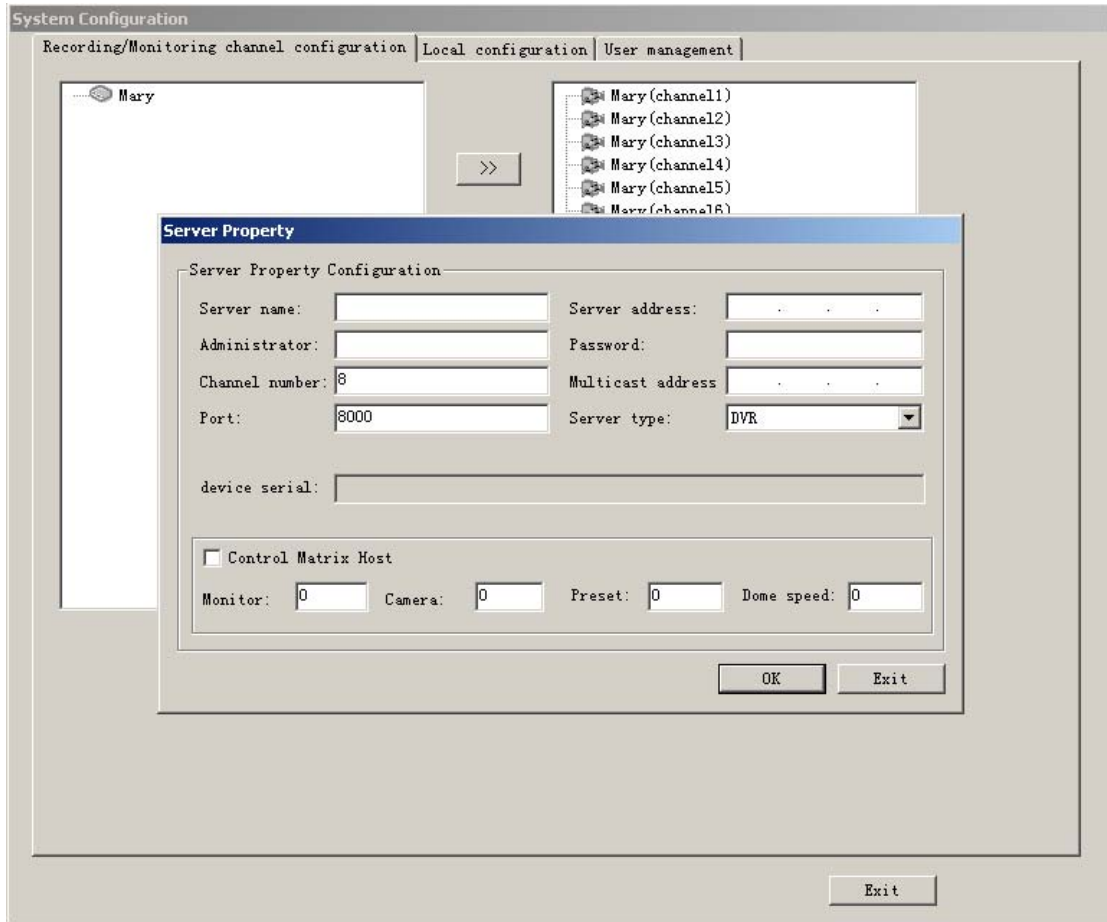 System Configuration
Recording/Monitoring channel configuration Local configuration User management
Mary
>>
Mary(channel1)
Mary(channel2)
Mary(channel3)
Mary(channel4)
Mary(channel5)
Mary(channel6)
Server Property
Server Property Configuration
Server name: Server address: . . .
Administrator: Password:
Channel number: 8 Multicast address . . .
Port: 8000 Server type: DVR
device serial:
Control Matrix Host
Monitor: 0 Camera: 0 Preset: 0 Dome speed: 0
OK Exit
Exit